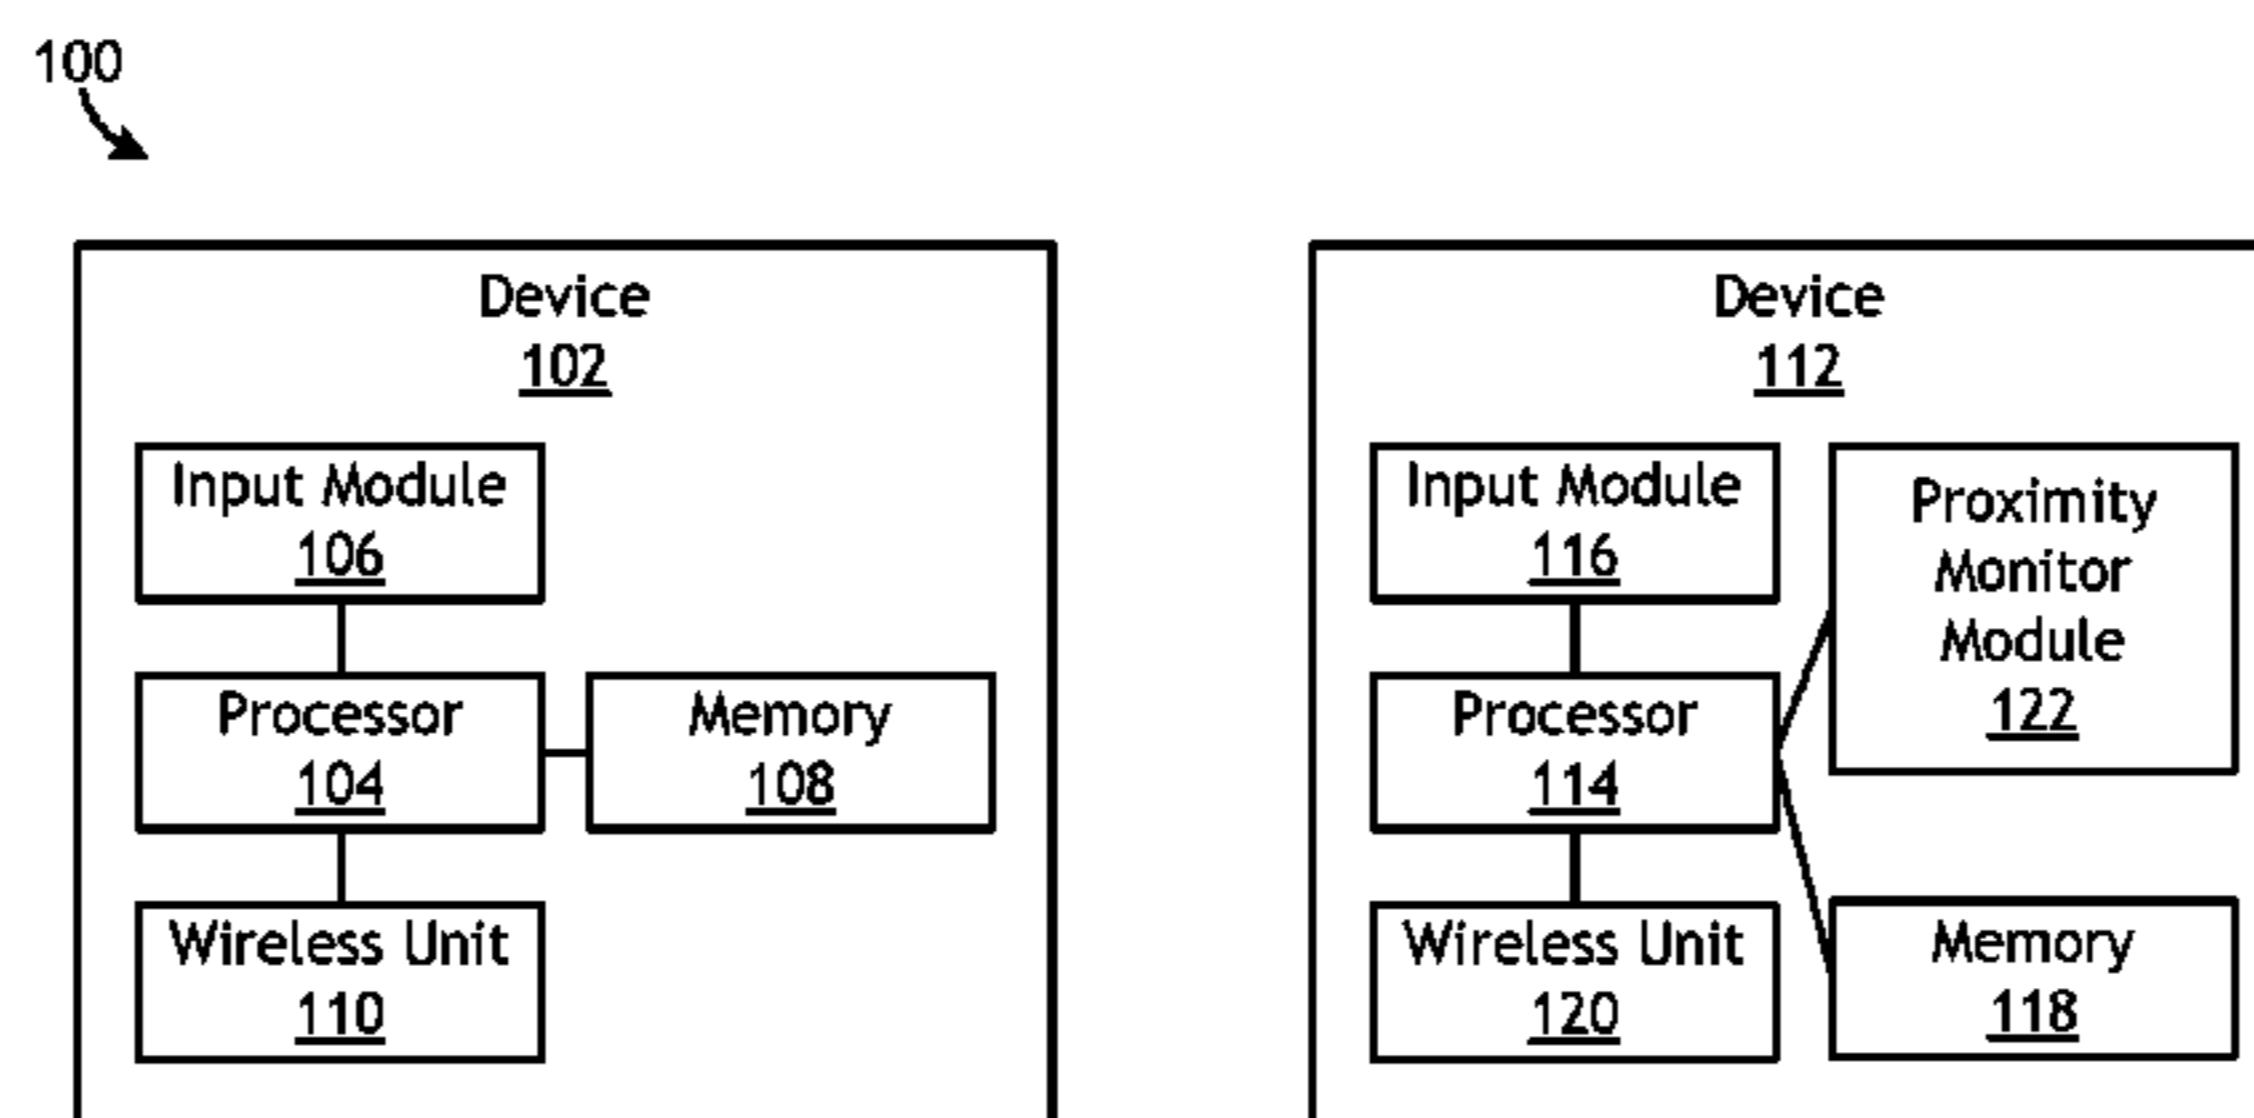 100
Device
102
Input Module
106
Processor
104
Memory
108
Wireless Unit
110
Device
112
Input Module
116
Proximity
Monitor
Module
122
Processor
114
Wireless Unit
120
Memory
118